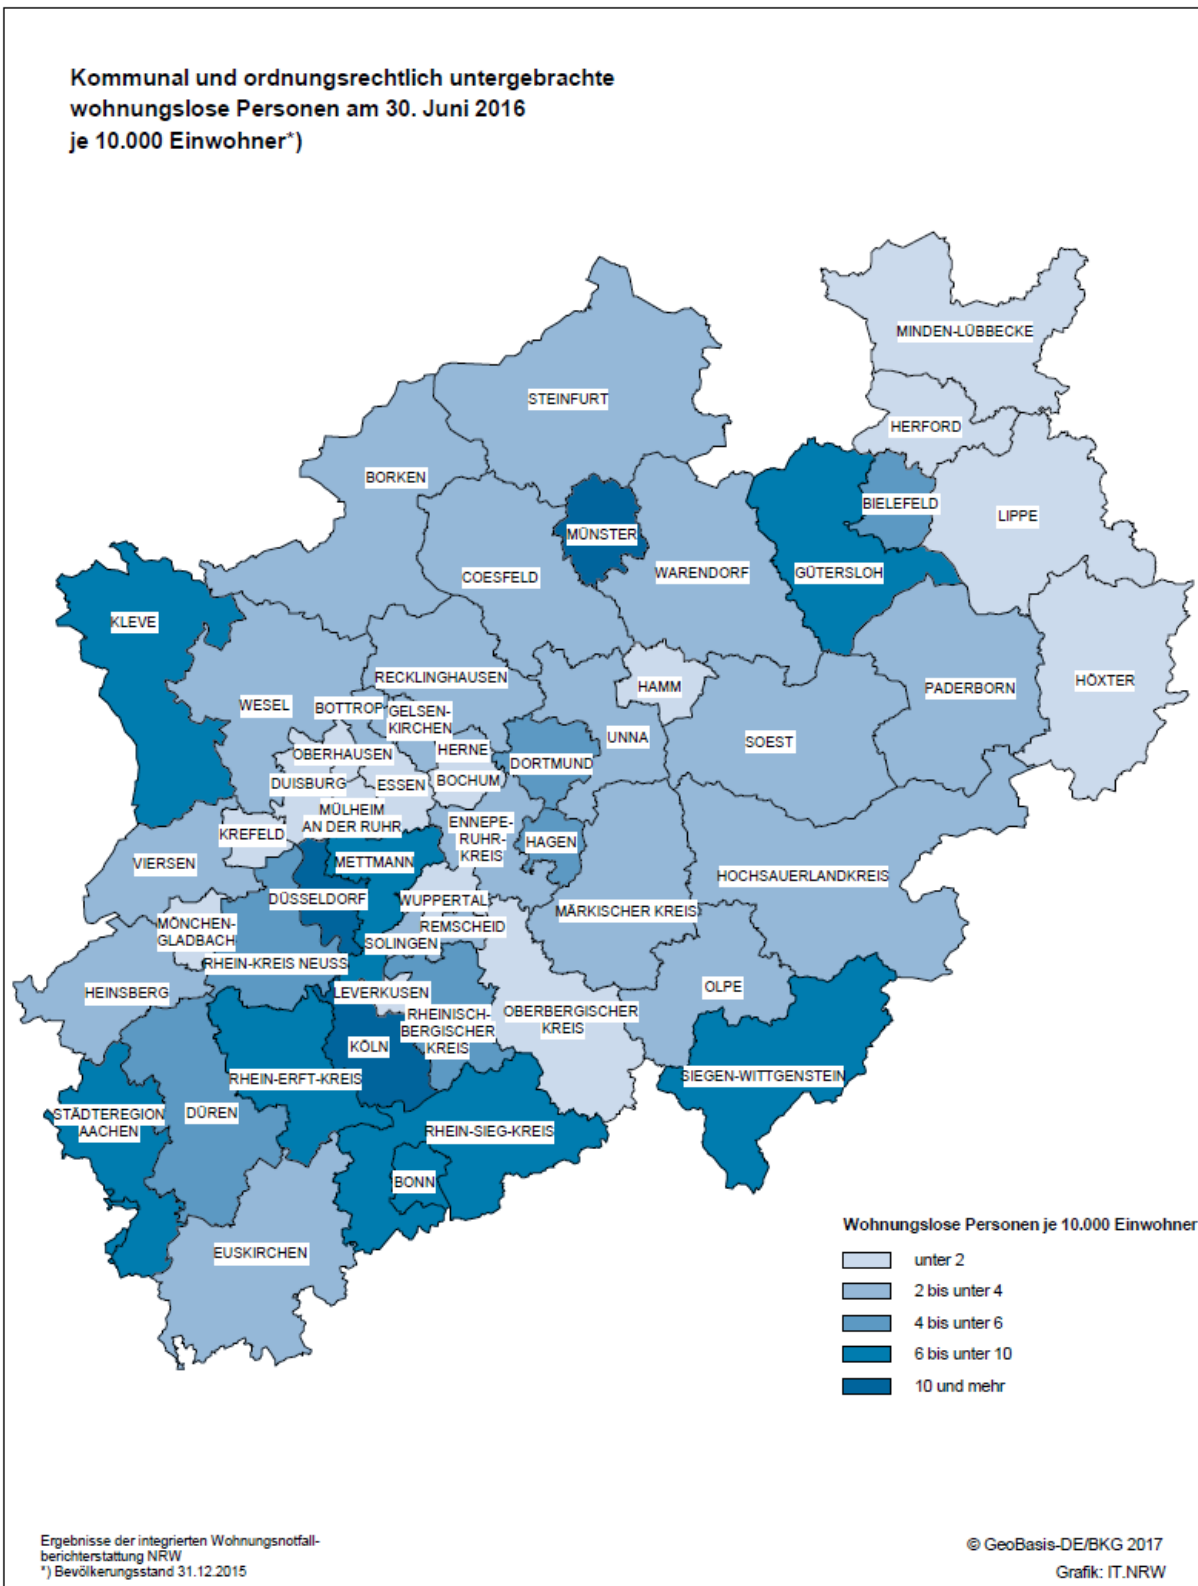 Kommunal und ordnungsrechtlich untergebrachte
wohnungslose Personen am 30. Juni 2016
je 10.000 Einwohner*)
MINDEN-LÜBBECKE
STEINFURT
HERFORD
BORKEN
BIELEFELD
LIPPE
MÜNSTER
COESFELD
WARENDORF
GÜTERSLOH
KLEVE
RECKLINGHAUSEN
HAMM
PADERBORN
HÖXTER
WESEL
BOTTROP
GELSEN-
KIRCHEN
UNNA
SOEST
OBERHAUSEN
HERNE
DORTMUND
DUISBURG
ESSEN
BOCHUM
MÜLHEIM
AN DER RUHR
KREFELD
ENNEPE-
RUHR-
KREIS
HAGEN
VIERSEN
METTMANN
HOCHSAUERLANDKREIS
DÜSSELDORF
WUPPERTAL
MÄRKISCHER KREIS
MÖNCHEN-
GLADBACH
REMSCHEID
SOLINGEN
RHEIN-KREIS NEUSS
HEINSBERG
LEVERKUSEN
OLPE
RHEINISCH-
BERGISCHER
KREIS
OBERBERGISCHER
KREIS
KÖLN
RHEIN-ERFT-KREIS
SIEGEN-WITTGENSTEIN
STÄDTEREGION
AACHEN
DÜREN
RHEIN-SIEG-KREIS
BONN
EUSKIRCHEN
Wohnungslose Personen je 10.000 Einwohner
unter 2
2 bis unter 4
4 bis unter 6
6 bis unter 10
10 und mehr
Ergebnisse der integrierten Wohnungsnotfall-
berichterstattung NRW
*) Bevölkerungsstand 31.12.2015
© GeoBasis-DE/BKG 2017
Grafik: IT.NRW